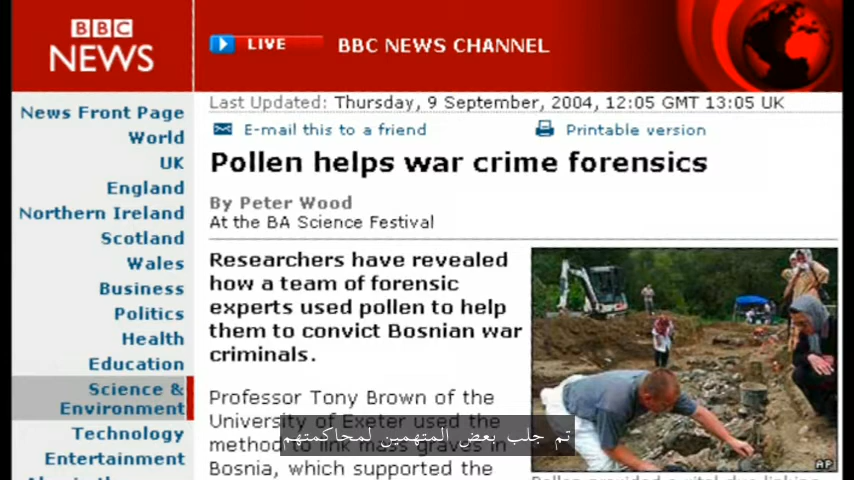 BBC
NEWS
LIVE
BBC NEWS CHANNEL
News Front Page
World
UK
England
Northern Ireland
Scotland
Wales
Business
Politics
Health
Education
Science &
Environment
Technology
Entertainment
Last Updated: Thursday, 9 September, 2004, 12:05 GMT 13:05 UK
E-mail this to a friend
Printable version
Pollen helps war crime forensics
By Peter Wood
At the BA Science Festival
Researchers have revealed
how a team of forensic
experts used pollen to help
them to convict Bosnian war
criminals.
Professor Tony Brown of the
University of Exeter used the
method to link mass graves in
Bosnia, which supported the
AP
تم جلب بعض المتهمين لمحاكمتهم